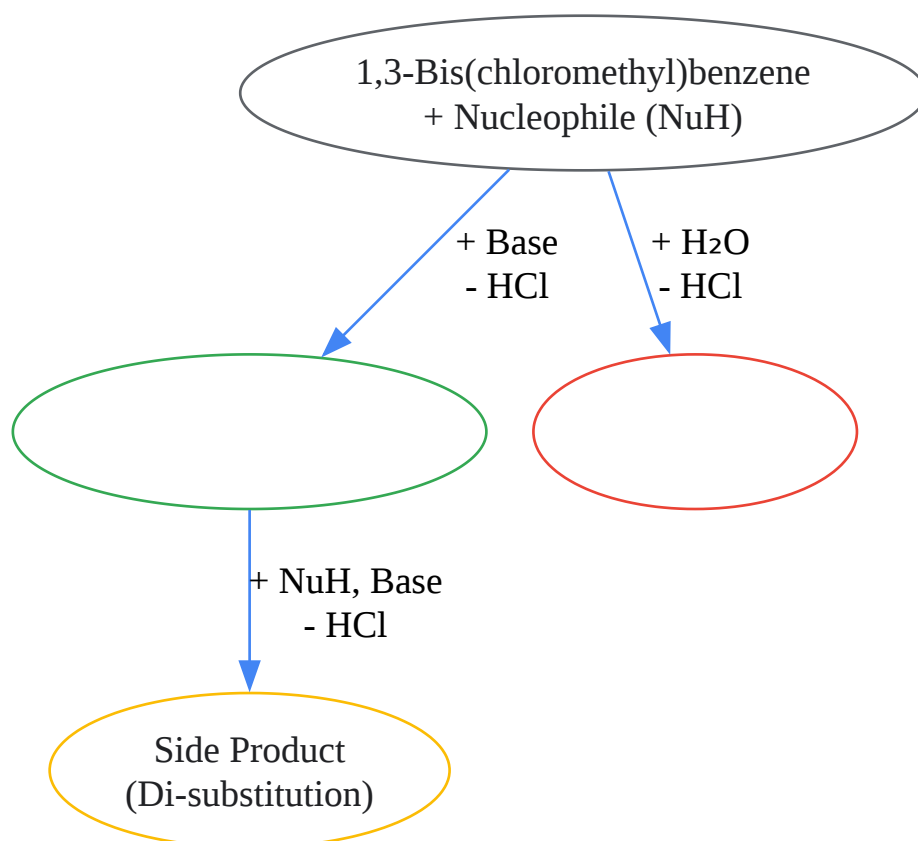 1,3-Bis(chloromethyl)benzene
+ Nucleophile (NuH)
+ Base
- HCl
+ H₂O
- HCl
+ NuH, Base
- HCl
Side Product
(Di-substitution)